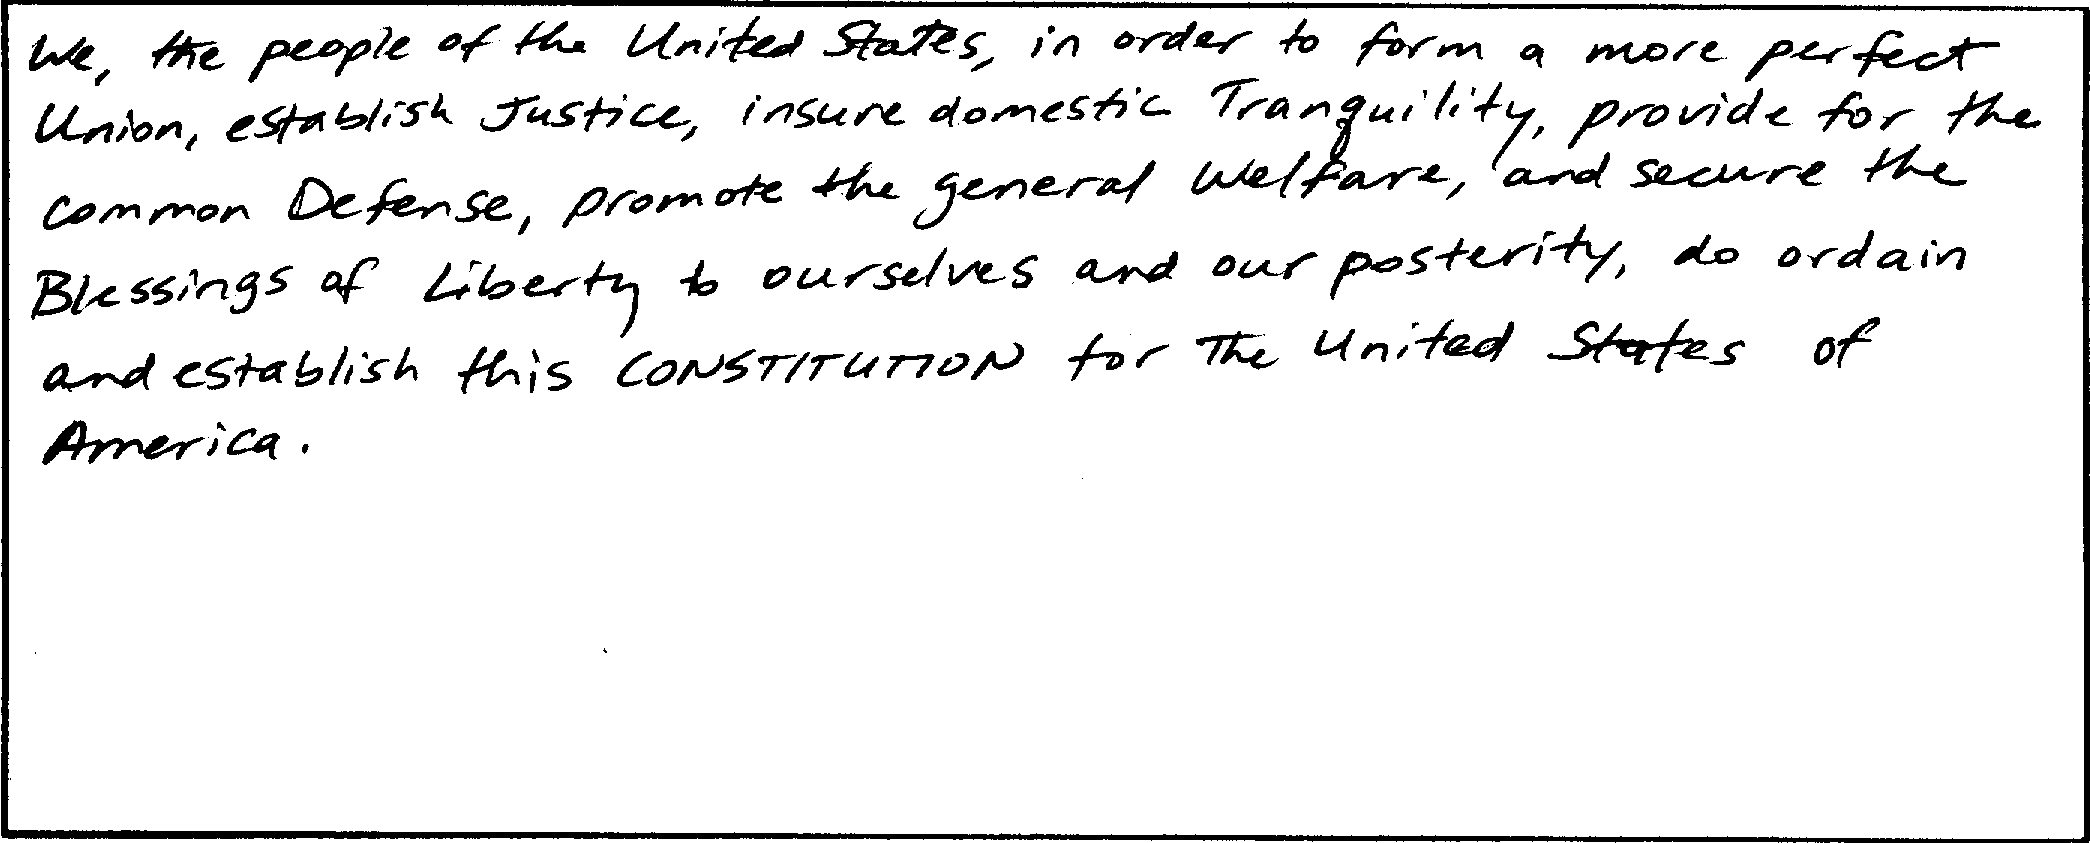 We, the people of the United States, in order to form a more perfect
Union, establish Justice, insure domestic Tranquility, provide for the
common Defense, promote the general Welfare, and secure the
Blessings of Liberty to ourselves and our posterity, do ordain
and establish this CONSTITUTION for The United States of
America.